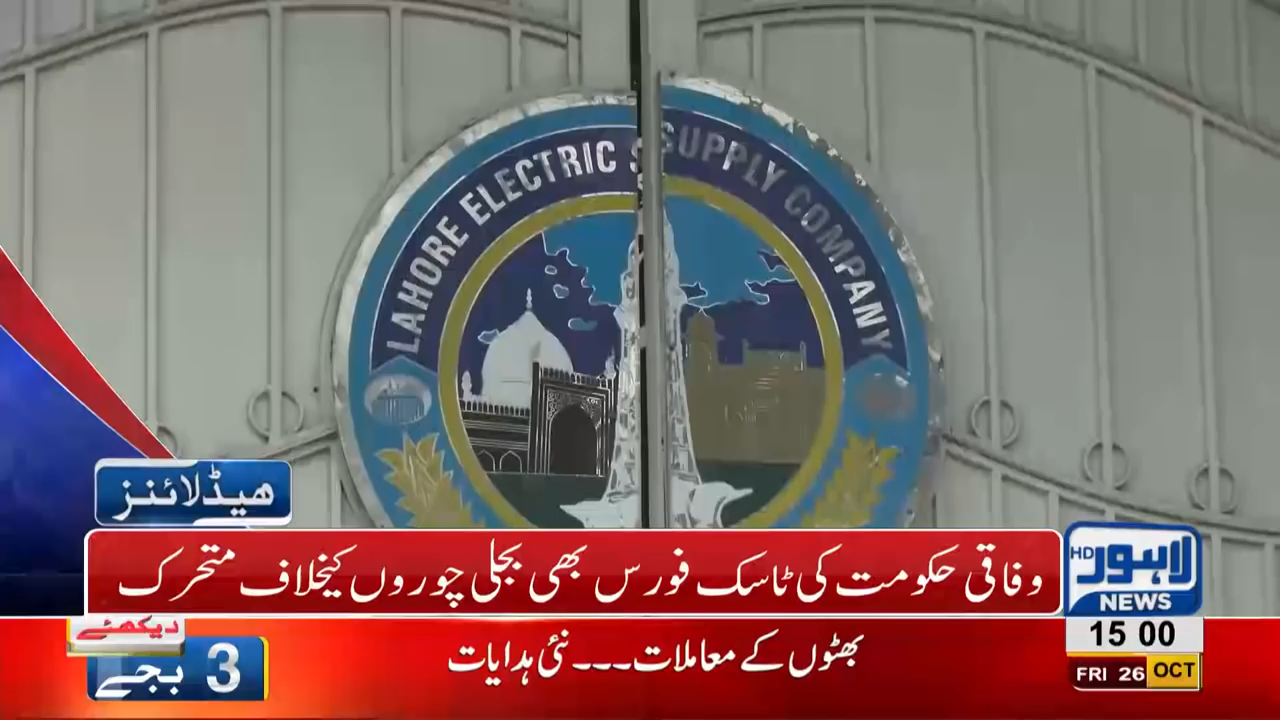 LAHORE ELECTRIC SUPPLY COMPANY
ھیڈلائنز
وفاقی حکومت کی ٹاسک فورس بھی بجلی چوروں کیخلاف متحرک
HD لاہور
NEWS
15 00
FRI 26 OCT
دیکھئے
3 بجے
بھٹوں کے معاملات۔۔۔نئی ہدایات